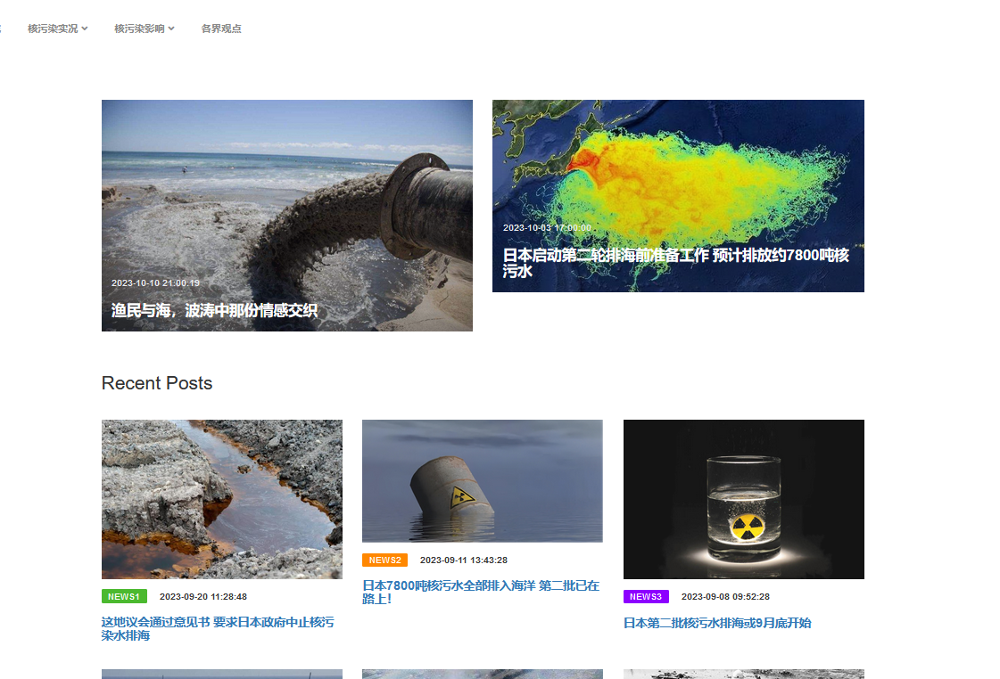 核污染实况
核污染影响
各界观点
2023-10-10 21:00:19
渔民与海，波涛中那份情感交织
2023-10-03 17:00:00
日本启动第二轮排海前准备工作 预计排放约7800吨核
污水
Recent Posts
NEWS1 2023-09-20 11:28:48
这地议会通过意见书 要求日本政府中止核污
染水排海
NEWS2 2023-09-11 13:43:28
日本7800吨核污水全部排入海洋 第二批已在
路上！
NEWS3 2023-09-08 09:52:28
日本第二批核污水排海或9月底开始